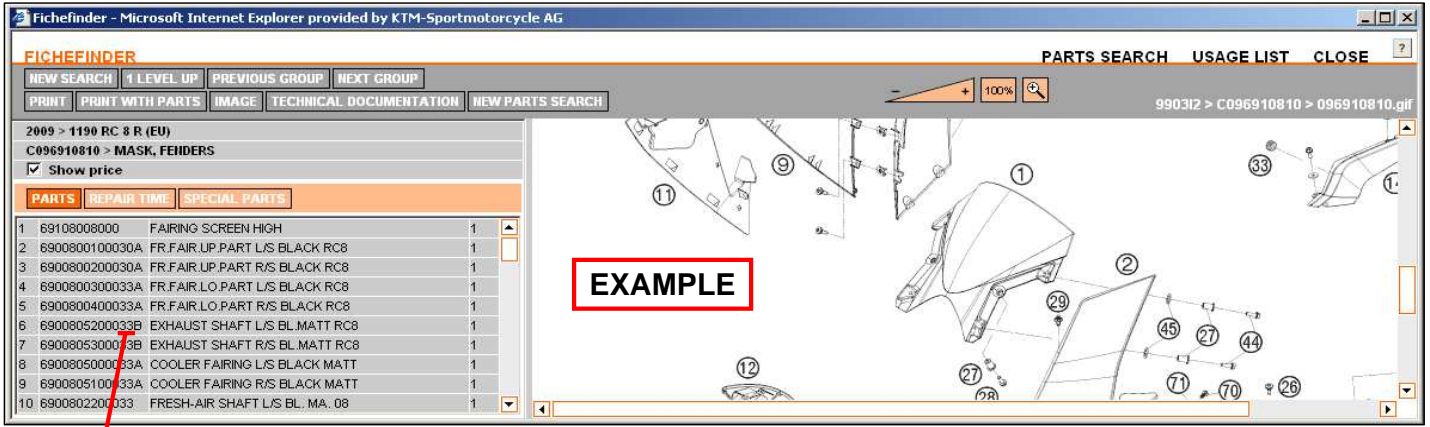 Fichefinder - Microsoft Internet Explorer provided by KTM-Sportmotorcycle AG
FICHEFINDER
PARTS SEARCH USAGE LIST CLOSE ?
NEW SEARCH 1 LEVEL UP PREVIOUS GROUP NEXT GROUP
PRINT PRINT WITH PARTS IMAGE TECHNICAL DOCUMENTATION NEW PARTS SEARCH
- + 100%
9903I2 > C096910810 > 096910810.gif
2009 > 1190 RC 8 R (EU)
C096910810 > MASK, FENDERS
Show price
PARTS REPAIR TIME SPECIAL PARTS
1 69108008000 FAIRING SCREEN HIGH 1
2 6900800100030A FR.FAIR.UP.PART L/S BLACK RC8 1
3 6900800200030A FR.FAIR.UP.PART R/S BLACK RC8 1
4 6900800300033A FR.FAIR.LO.PART L/S BLACK RC8 1
5 6900800400033A FR.FAIR.LO.PART R/S BLACK RC8 1
6 6900805200033B EXHAUST SHAFT L/S BL.MATT RC8 1
7 6900805300033B EXHAUST SHAFT R/S BL.MATT RC8 1
8 6900805000033A COOLER FAIRING L/S BLACK MATT 1
9 6900805100033A COOLER FAIRING R/S BLACK MATT 1
10 6900802200033 FRESH-AIR SHAFT L/S BL. MA. 08 1
11
9
1
33
EXAMPLE
2
29
45
27
44
12
27
28
71
70
26